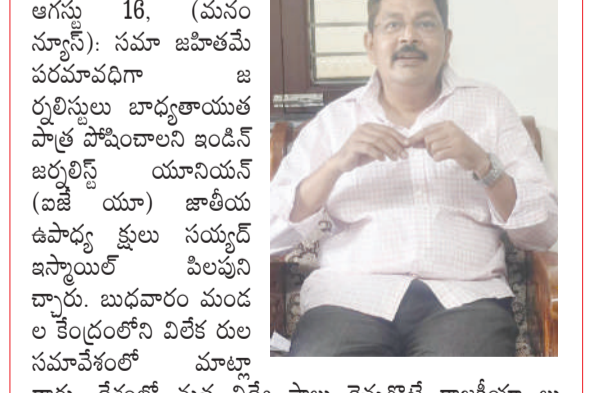 ఆగస్టు 16, (మనం
న్యూస్): సమా జహితమే
పరమావధిగా జ
ర్నలిస్టులు బాధ్యతాయుత
పాత్ర పోషించాలని ఇండిన్
జర్నలిస్ట్ యూనియన్
(ఐజే యూ) జాతీయ
ఉపాధ్య క్షులు సయ్యద్
ఇస్మాయిల్ పిలపుని
చ్చారు. బుధవారం మండ
ల కేంద్రంలోని విలేక రుల
సమావేశంలో మాట్లా